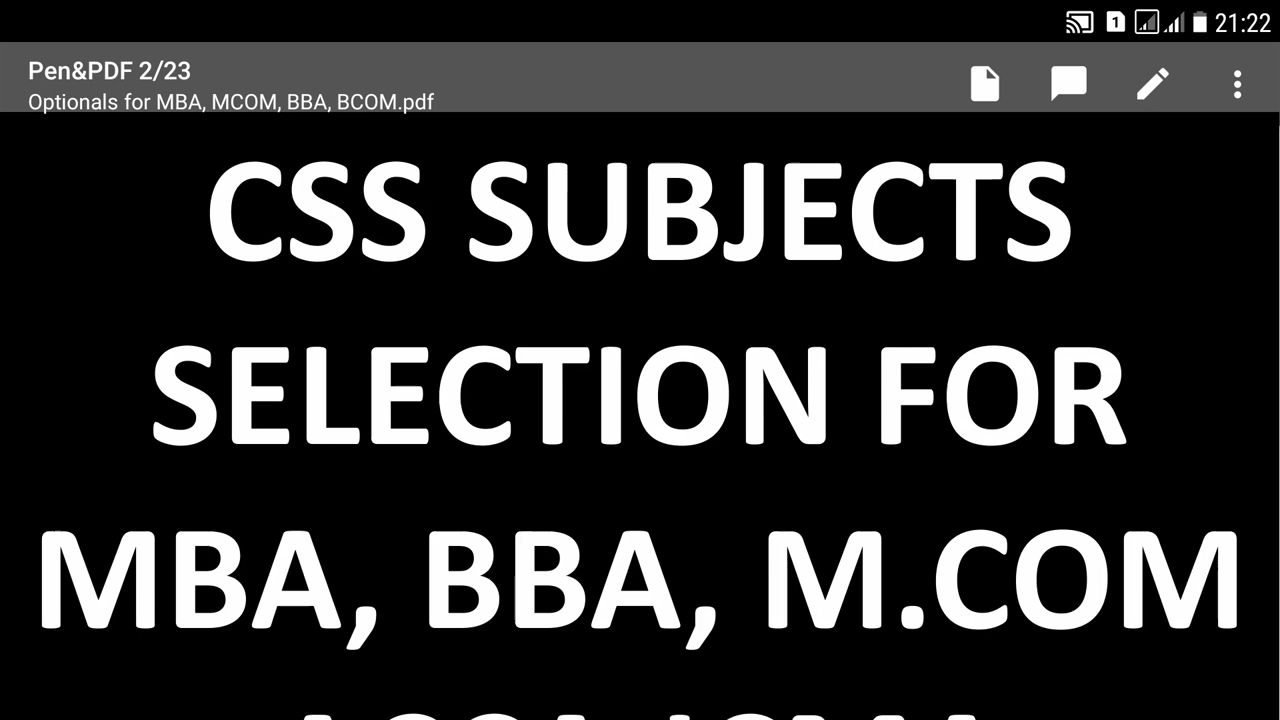 1
21:22
Pen&PDF 2/23
Optionals for MBA, MCOM, BBA, BCOM.pdf
CSS SUBJECTS
SELECTION FOR
MBA, BBA, M.COM